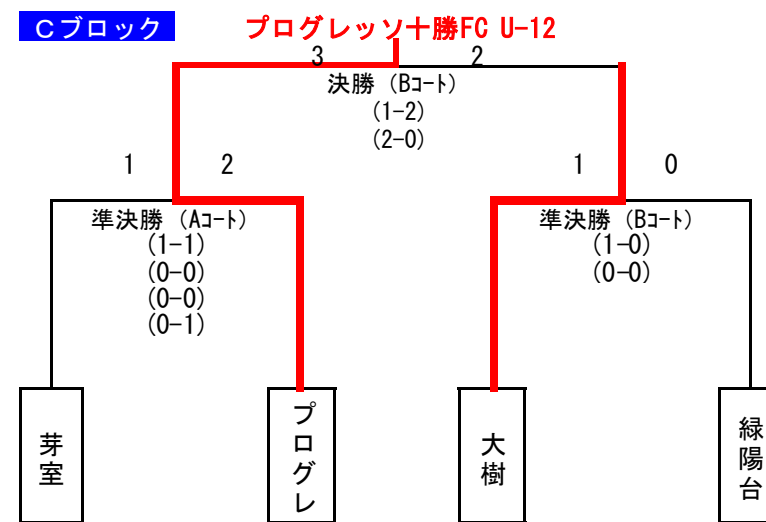 Cブロック
プログレッソ十勝FC U-12
3 2
決勝（Bｺｰﾄ）
(1-2)
(2-0)
1 2 1 0
準決勝（Aｺｰﾄ） 準決勝（Bｺｰﾄ）
(1-1) (1-0)
(0-0) (0-0)
(0-0)
(0-1)
芽室
プログレ
大樹
緑陽台